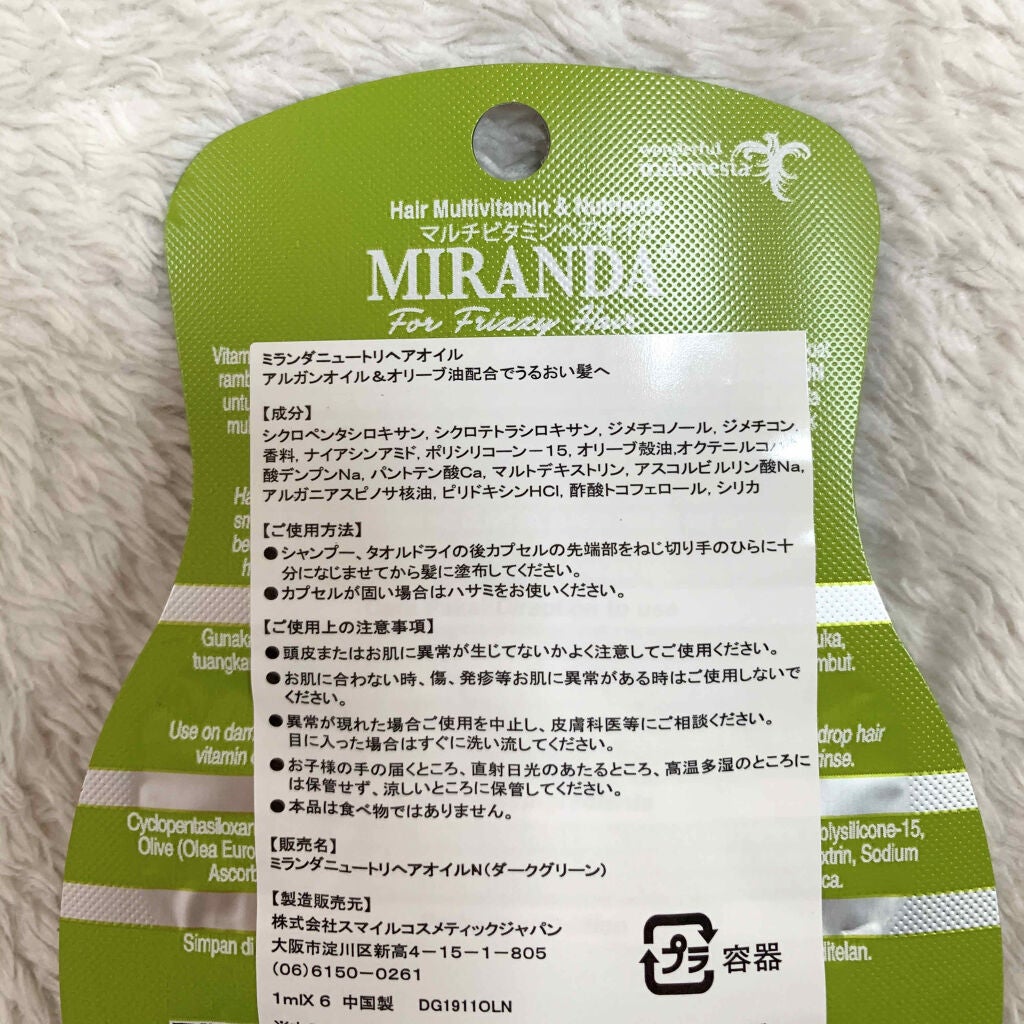 wonderful
indonesia
Hair Multivitamin & Nutrients
マルチビタミンヘアオイル
MIRANDA
For Frizzy Hair
ミランダニュートリヘアオイル
アルガンオイル&オリーブ油配合でうるおい髪へ
【成分】
シクロペンタシロキサン, シクロテトラシロキサン, ジメチコノール, ジメチコン,
香料, ナイアシンアミド, ポリシリコーン−15, オリーブ殻油,オクテニルコハク
酸デンプンNa, パントテン酸Ca, マルトデキストリン, アスコルビルリン酸Na,
アルガニアスピノサ核油, ピリドキシンHCl, 酢酸トコフェロール, シリカ
【ご使用方法】
●シャンプー、タオルドライの後カプセルの先端部をねじ切り手のひらに十
分になじませてから髪に塗布してください。
●カプセルが固い場合はハサミをお使いください。
to use
【ご使用上の注意事項】
●頭皮またはお肌に異常が生じてないかよく注意してご使用ください。
●お肌に合わない時、傷、発疹等お肌に異常がある時はご使用しないで
ください。
●異常が現れた場合ご使用を中止し、皮膚科医等にご相談ください。
目に入った場合はすぐに洗い流してください。
●お子様の手の届くところ、直射日光のあたるところ、高温多湿のところに
は保管せず、涼しいところに保管してください。
●本品は食べ物ではありません。
【販売名】
ミランダニュートリヘアオイルN(ダークグリーン)
【製造販売元】
株式会社スマイルコスメティックジャパン
大阪市淀川区新高4−15−1−805
(06)6150−0261
1mlX 6 中国製 DG1911OLN
プラ 容器
Vitam
untu
Gunak
tuangka
mbut.
Use on dam
drop hair
vitamin
rinse.
Cyclopentasiloxan
olysilicone-15,
Olive (Olea Euro
xtrin, Sodium
Ascorb
ca.
Simpan di
litelan.